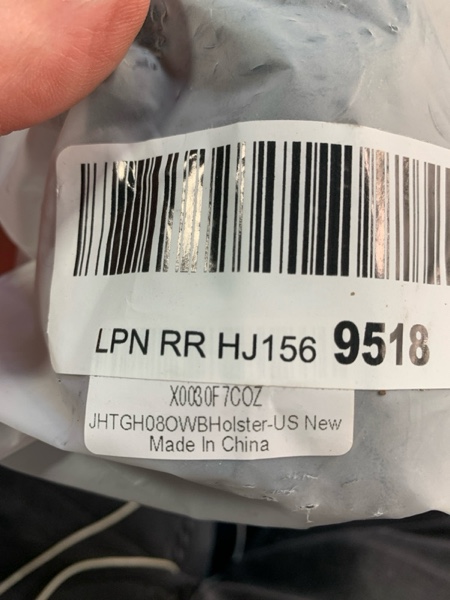 LPN RR HJ156 9518
X0030F7COZ
JHTGH08OWBHolster-US New
Made In China